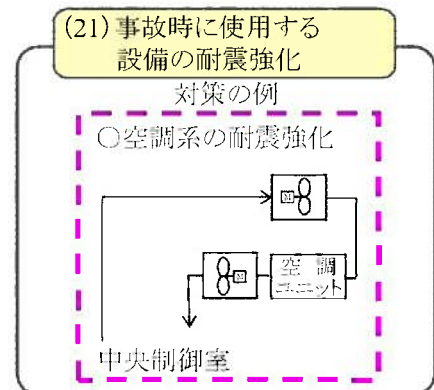 (21)事故時に使用する
設備の耐震強化
対策の例
○空調系の耐震強化
M
M
空調
ユニット
中央制御室